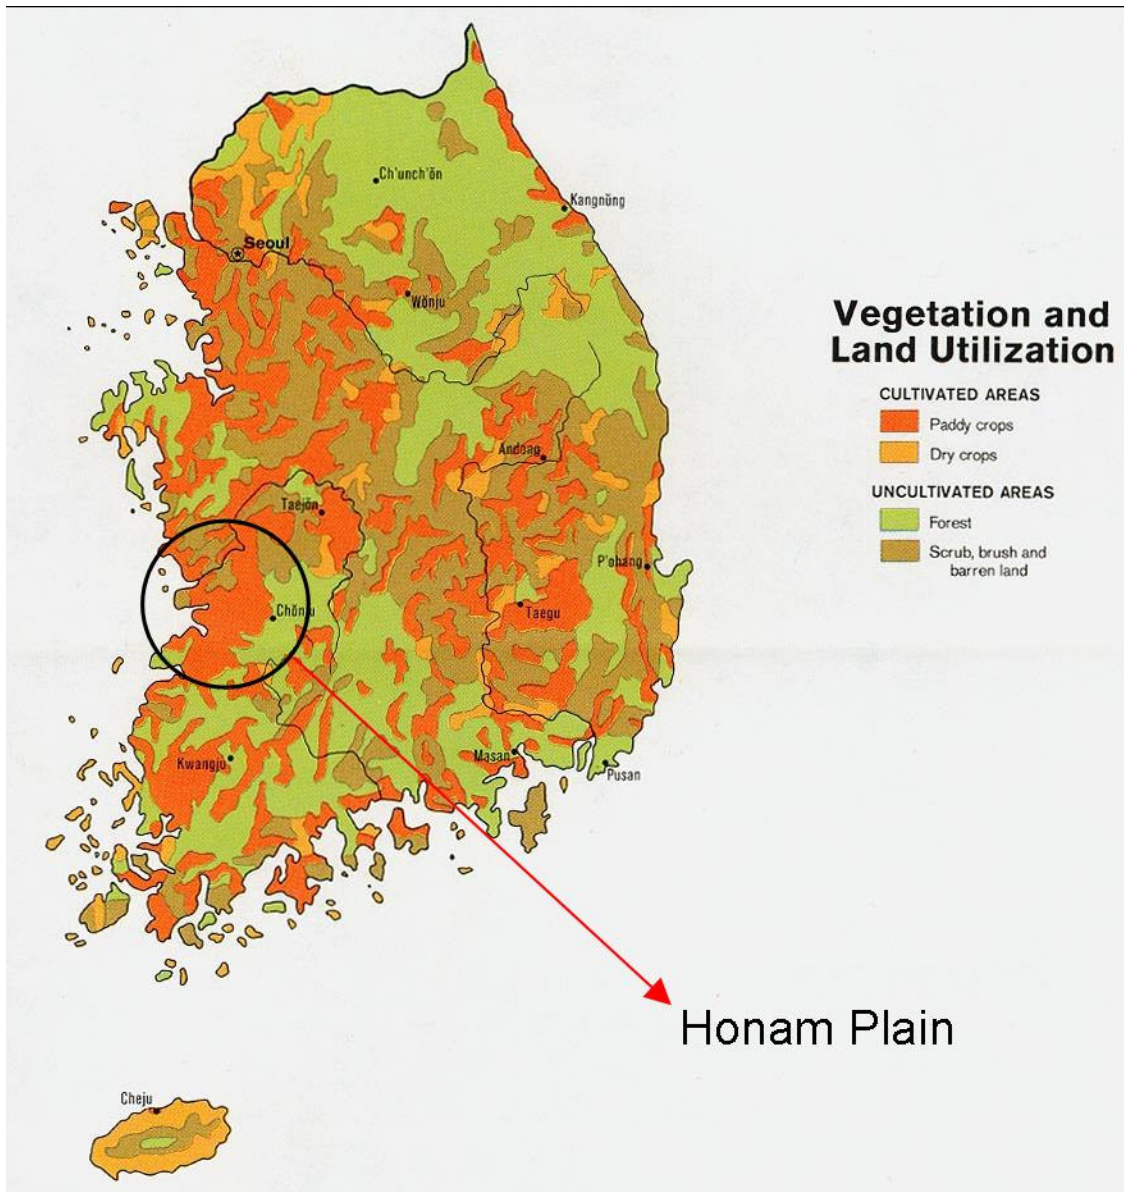 Ch'unch'ŏn
Kangnŭng
Seoul
Wŏnju
Vegetation and
Land Utilization
CULTIVATED AREAS
Paddy crops
Dry crops
UNCULTIVATED AREAS
Forest
Scrub, brush and
barren land
Andong
Taejŏn
P'ohang
Chŏnju
Taegu
Kwangju
Masan
Pusan
Honam Plain
Cheju